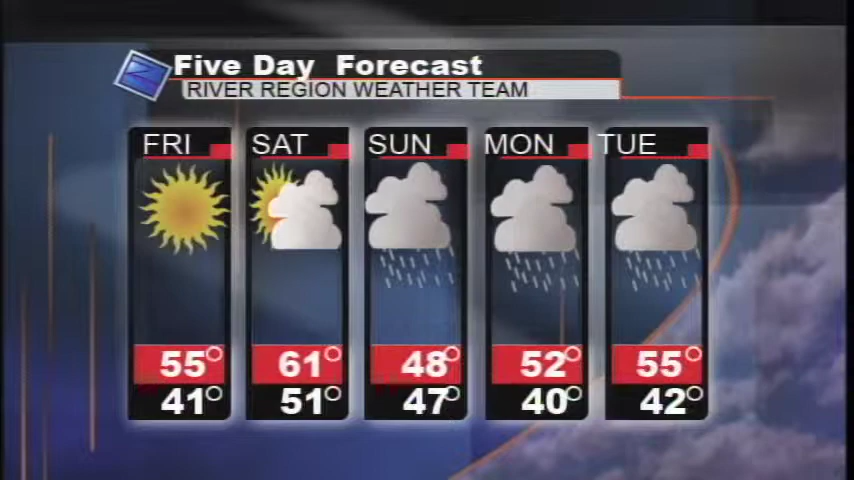 Five Day Forecast
RIVER REGION WEATHER TEAM
FRI SAT SUN MON TUE
55° 61° 48° 52° 55°
41° 51° 47° 40° 42°